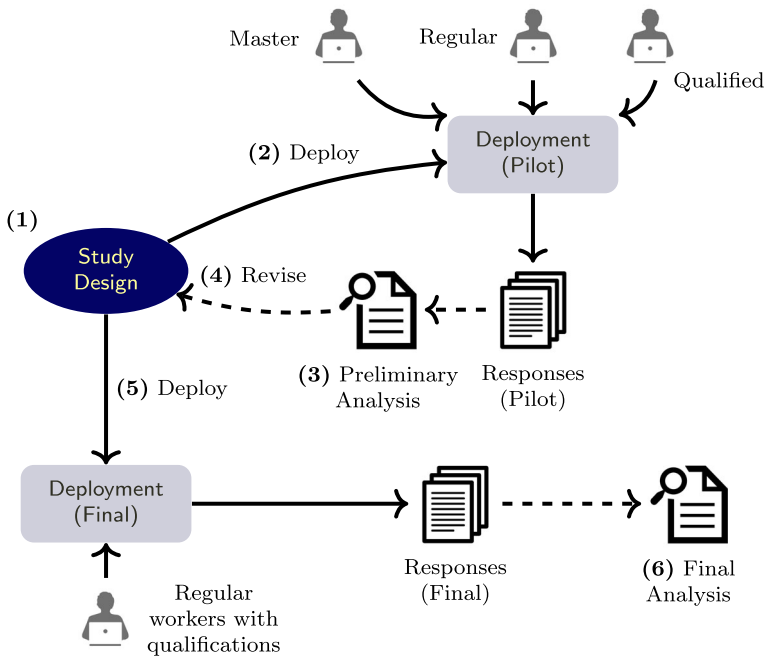 Master
Regular
Qualified
Deployment
(Pilot)
(2) Deploy
(1)
Study
Design
(4) Revise
(3) Preliminary
Analysis
Responses
(Pilot)
(5) Deploy
Deployment
(Final)
Responses
(Final)
(6) Final
Analysis
Regular
workers with
qualifications